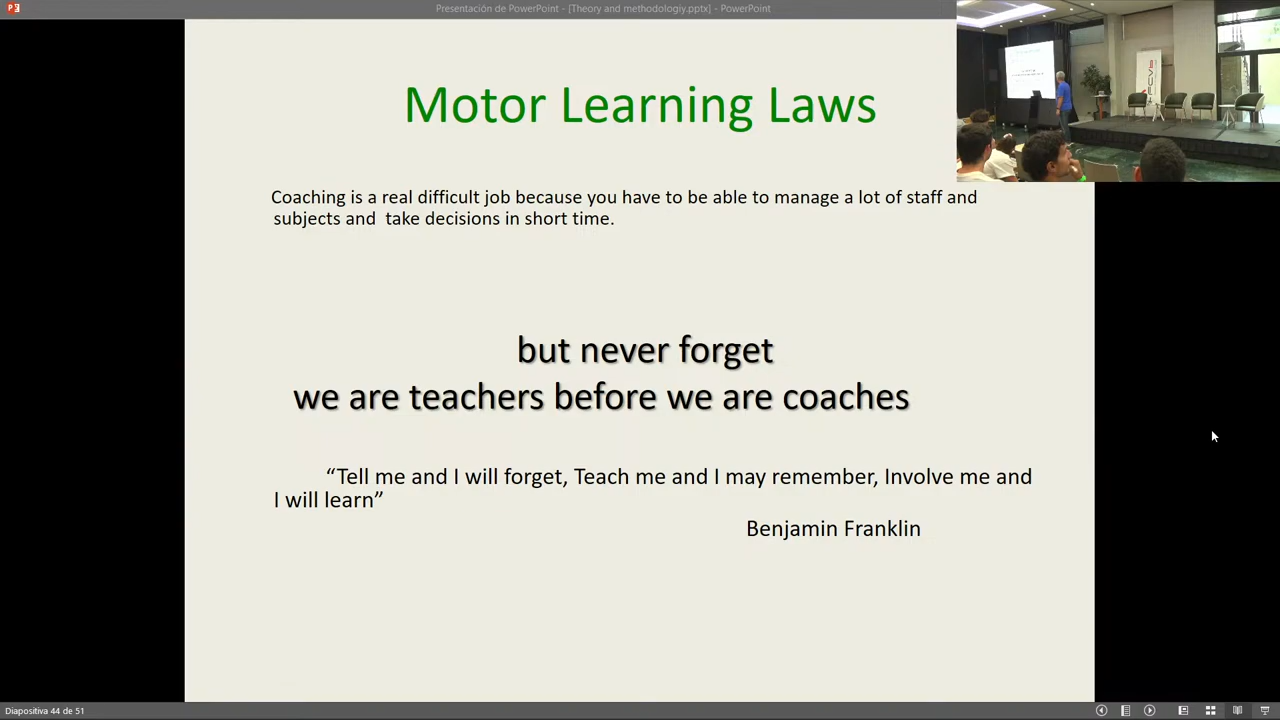 Presentación de PowerPoint - [Theory and methodologiy.pptx] - PowerPoint
Motor Learning Laws
Coaching is a real difficult job because you have to be able to manage a lot of staff and
subjects and take decisions in short time.
but never forget
we are teachers before we are coaches
“Tell me and I will forget, Teach me and I may remember, Involve me and
I will learn”
Benjamin Franklin
Diapositiva 44 de 51